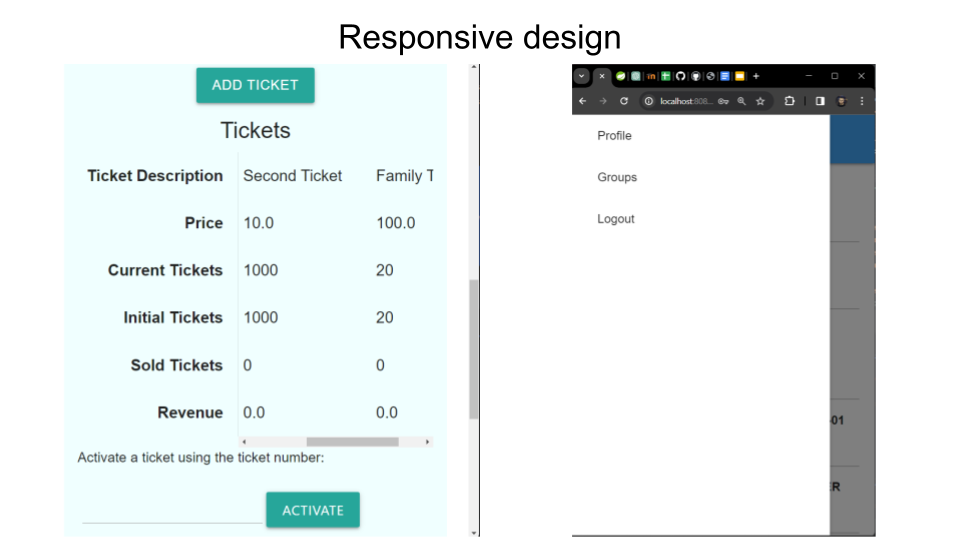 Responsive design
ADD TICKET
Tickets
Ticket Description Second Ticket Family T
Price 10.0 100.0
Current Tickets 1000 20
Initial Tickets 1000 20
Sold Tickets 0 0
Revenue 0.0 0.0
Activate a ticket using the ticket number:
ACTIVATE
in
localhost:808...
Profile
Groups
Logout
-01
ER